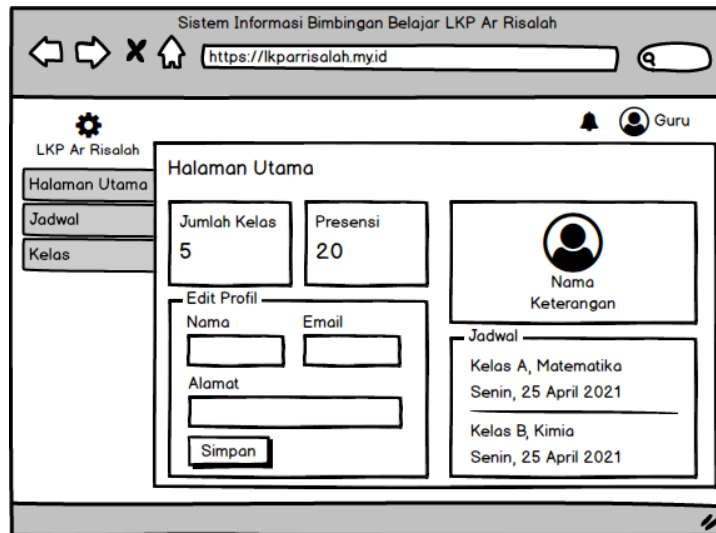 Sistem Informasi Bimbingan Belajar LKP Ar Risalah
https://lkparrisalah.my.id
Guru
LKP Ar Risalah
Halaman Utama
Jadwal
Kelas
Halaman Utama
Jumlah Kelas
5
Presensi
20
Nama
Keterangan
Edit Profil
Nama
Email
Alamat
Simpan
Jadwal
Kelas A, Matematika
Senin, 25 April 2021
Kelas B, Kimia
Senin, 25 April 2021